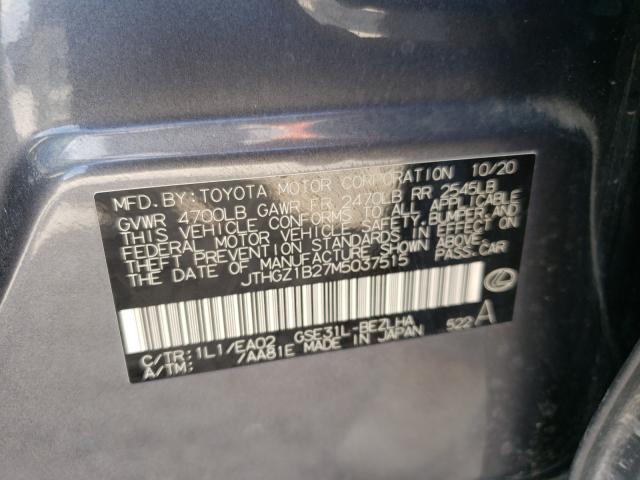 MFD. BY: TOYOTA MOTOR CORPORATION 10/20
GVWR 4700LB GAWR FR 2470LB RR 2545LB
THIS VEHICLE CONFORMS TO ALL APPLICABLE
FEDERAL MOTOR VEHICLE SAFETY, BUMPER, AND
THEFT PREVENTION STANDARDS IN EFFECT ON
THE DATE OF MANUFACTURE SHOWN ABOVE.
JTHGZ1B27M5037515 PASS. CAR
C/TR: 1L1/EA02 GSE31L-BEZLHA 522 A
A/TM: /AA81E MADE IN JAPAN